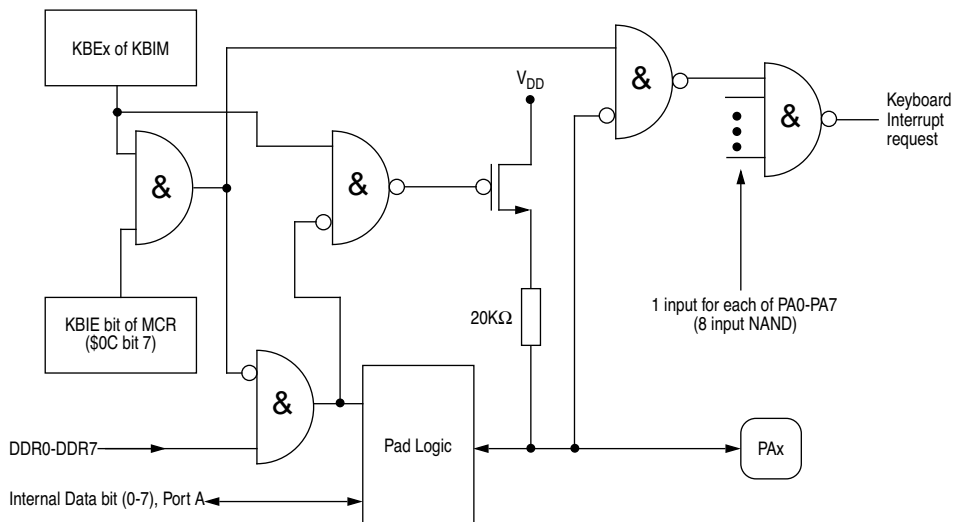 KBEx of KBIM
&
&
&
&
&
VDD
Keyboard
Interrupt
request
KBIE bit of MCR
($0C bit 7)
20KΩ
1 input for each of PA0-PA7
(8 input NAND)
Pad Logic
PAx
DDR0-DDR7
Internal Data bit (0-7), Port A